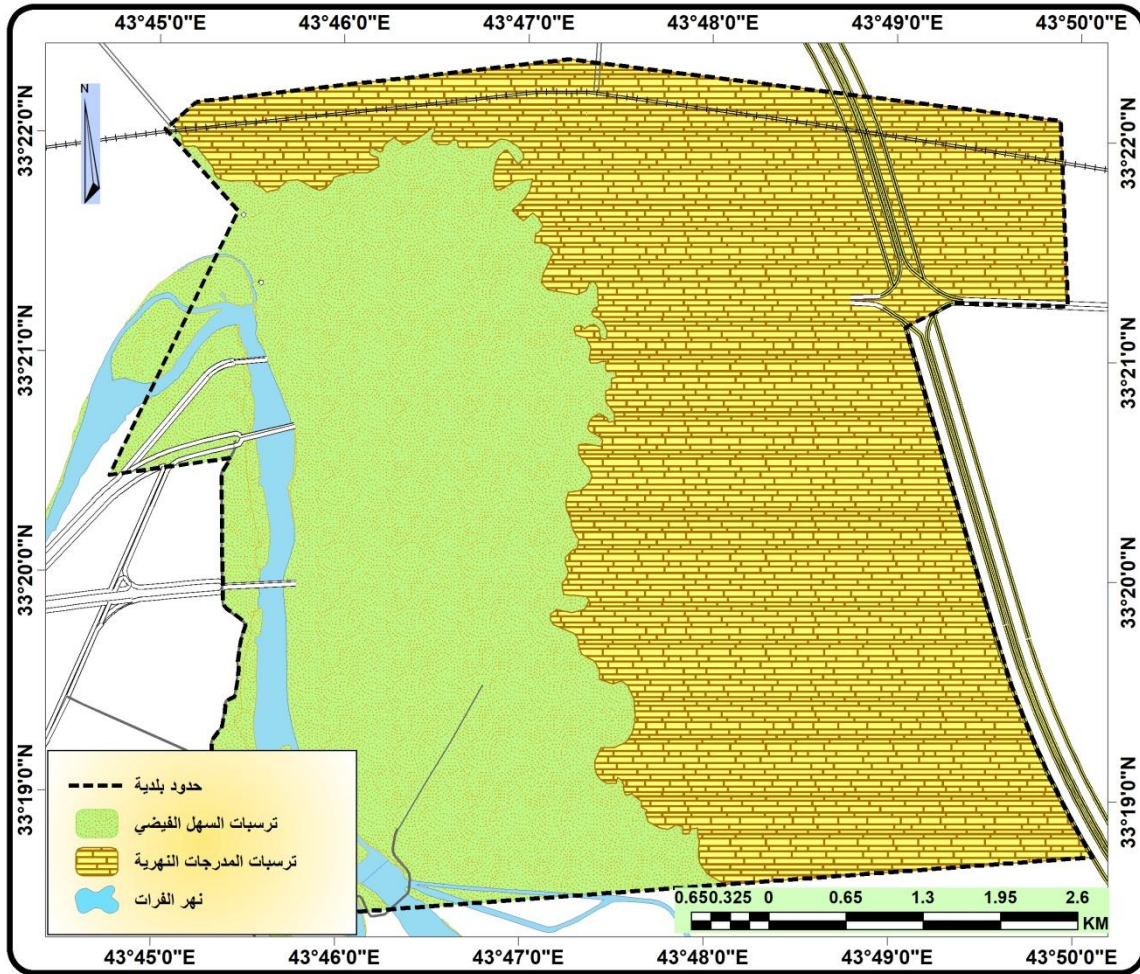 43°45'0"E 43°46'0"E 43°47'0"E 43°48'0"E 43°49'0"E 43°50'0"E
N
33°22'0"N 33°22'0"N
33°21'0"N 33°21'0"N
33°20'0"N 33°20'0"N
33°19'0"N 33°19'0"N
حدود بلدية
ترسبات السهل الفيضي
ترسبات المدرجات النهرية
نهر الفرات
0.650.325 0 0.65 1.3 1.95 2.6
KM
43°45'0"E 43°46'0"E 43°47'0"E 43°48'0"E 43°49'0"E 43°50'0"E